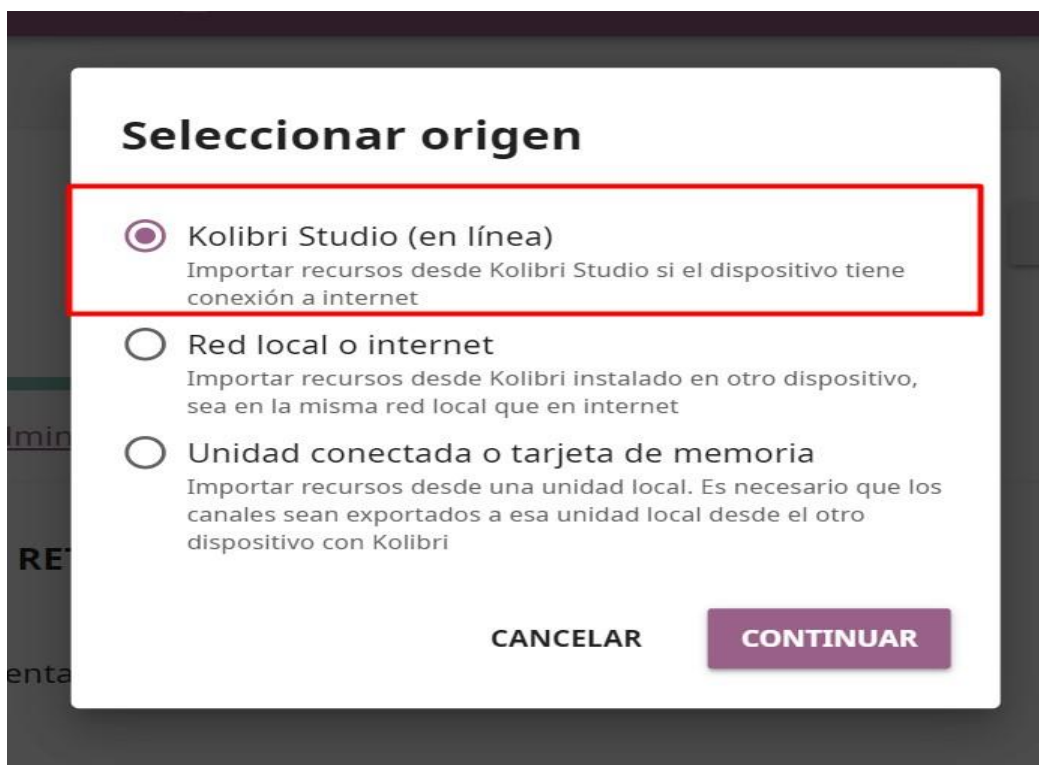 Seleccionar origen
Kolibri Studio (en línea)
Importar recursos desde Kolibri Studio si el dispositivo tiene
conexión a internet
Red local o internet
Importar recursos desde Kolibri instalado en otro dispositivo,
sea en la misma red local que en internet
Unidad conectada o tarjeta de memoria
Importar recursos desde una unidad local. Es necesario que los
canales sean exportados a esa unidad local desde el otro
dispositivo con Kolibri
CANCELAR CONTINUAR